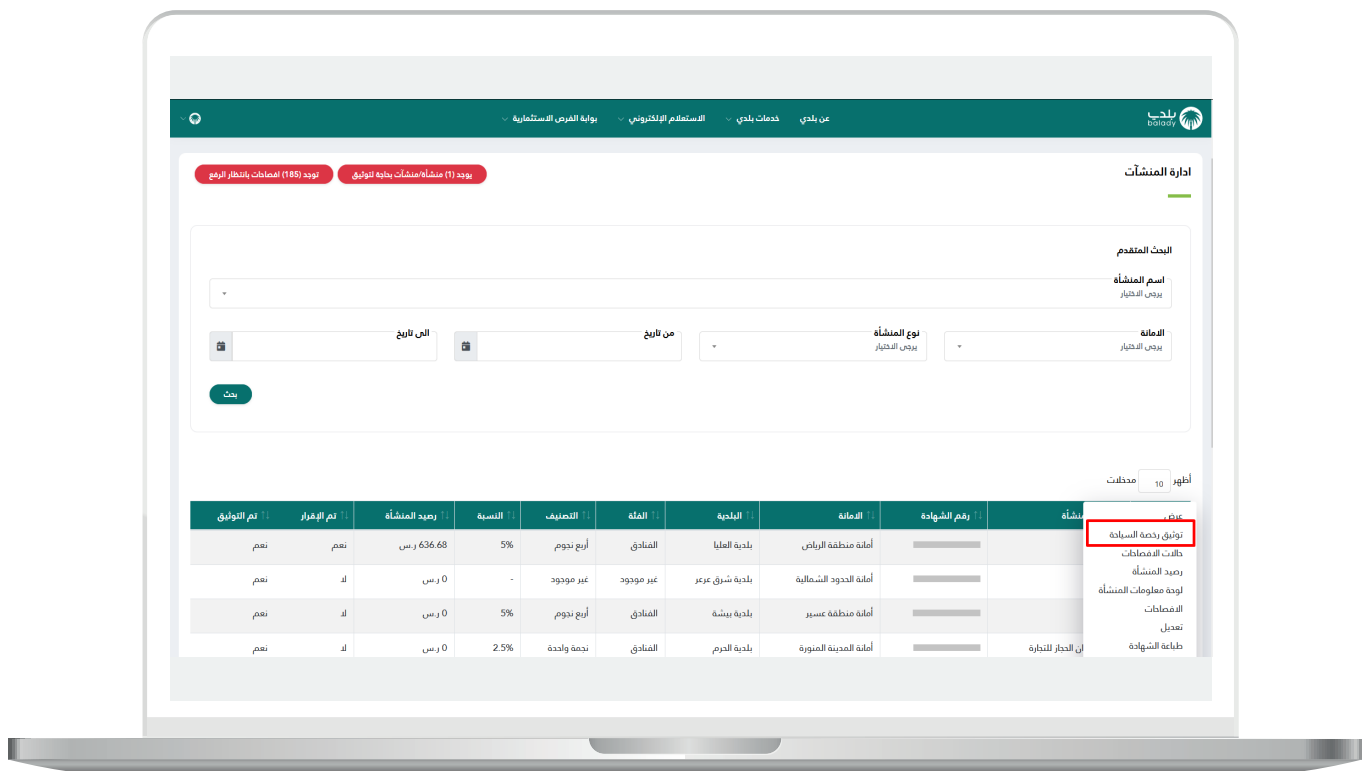 بلدي
balady
عن بلدي خدمات بلدي الاستعلام الإلكتروني بوابة الفرص الاستثمارية
ادارة المنشآت
يوجد (1) منشأة/منشآت بحاجة لتوثيق توجد (185) افصاحات بانتظار الرفع
البحث المتقدم
اسم المنشأة
يرجى الاختيار
الامانة نوع المنشأة من تاريخ الى تاريخ
يرجى الاختيار يرجى الاختيار
بحث
أظهر 10 مدخلات
رقم الشهادة الامانة البلدية الفئة التصنيف النسبة رصيد المنشأة تم الإقرار تم التوثيق
أمانة منطقة الرياض بلدية العليا الفنادق أربع نجوم 5% 636.68 ر.س نعم نعم
أمانة الحدود الشمالية بلدية شرق عرعر غير موجود غير موجود - 0 ر.س لا نعم
أمانة منطقة عسير بلدية بيشة الفنادق أربع نجوم 5% 0 ر.س لا نعم
ان الحجاز للتجارة أمانة المدينة المنورة بلدية الحرم الفنادق نجمة واحدة 2.5% 0 ر.س لا نعم
عرض
توثيق رخصة السياحة
حالات الافصاحات
رصيد المنشأة
لوحة معلومات المنشأة
الافصاحات
تعديل
طباعة الشهادة